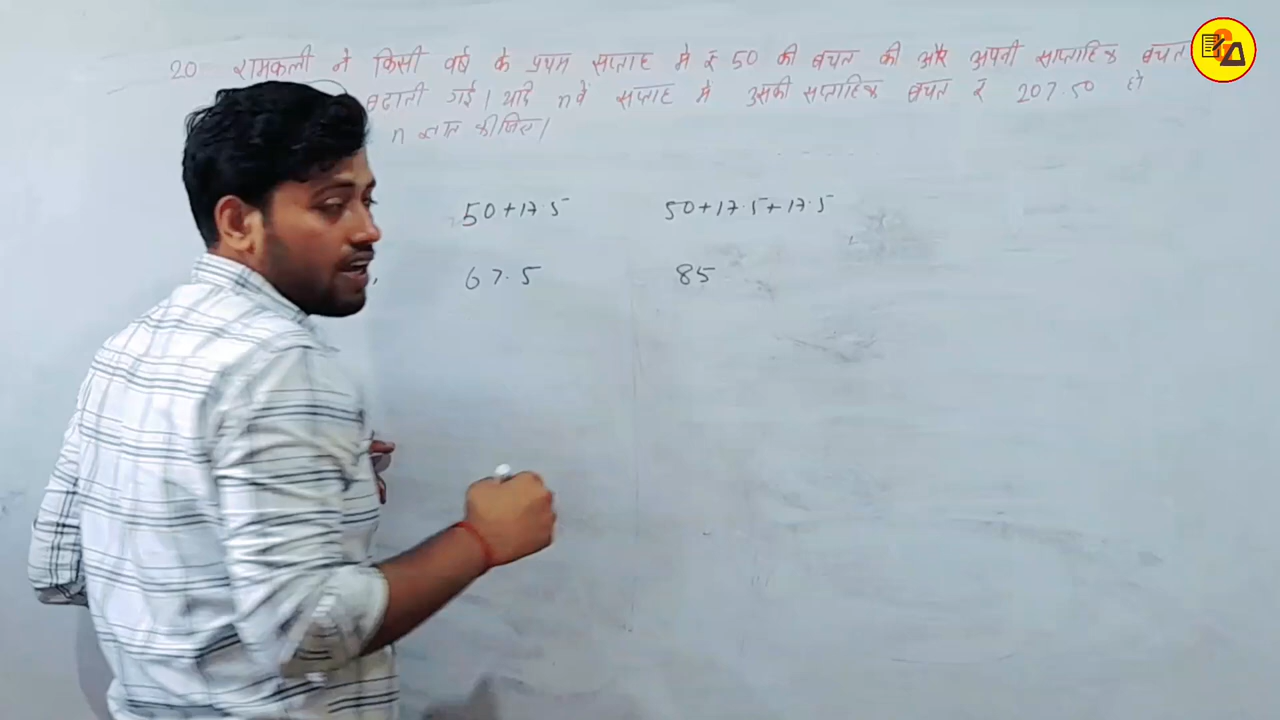 20 रामकली ने किसी वर्ष के प्रथम सप्ताह मे ₹ 50 की बचत की और अपनी साप्ताहिक बचत
बढाती गई। यदि n वें सप्ताह में उसकी साप्ताहिक बचत ₹ 207.50 हो
n ज्ञात कीजिए।
50+17.5 50+17.5+17.5
67.5 85